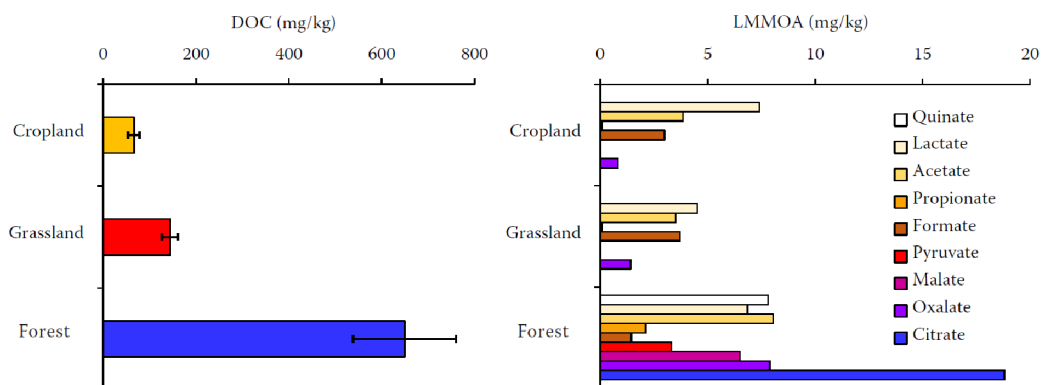 DOC (mg/kg)
0 200 400 600 800
Cropland
Grassland
Forest
LMMOA (mg/kg)
0 5 10 15 20
Cropland
Grassland
Forest
Quinate
Lactate
Acetate
Propionate
Formate
Pyruvate
Malate
Oxalate
Citrate